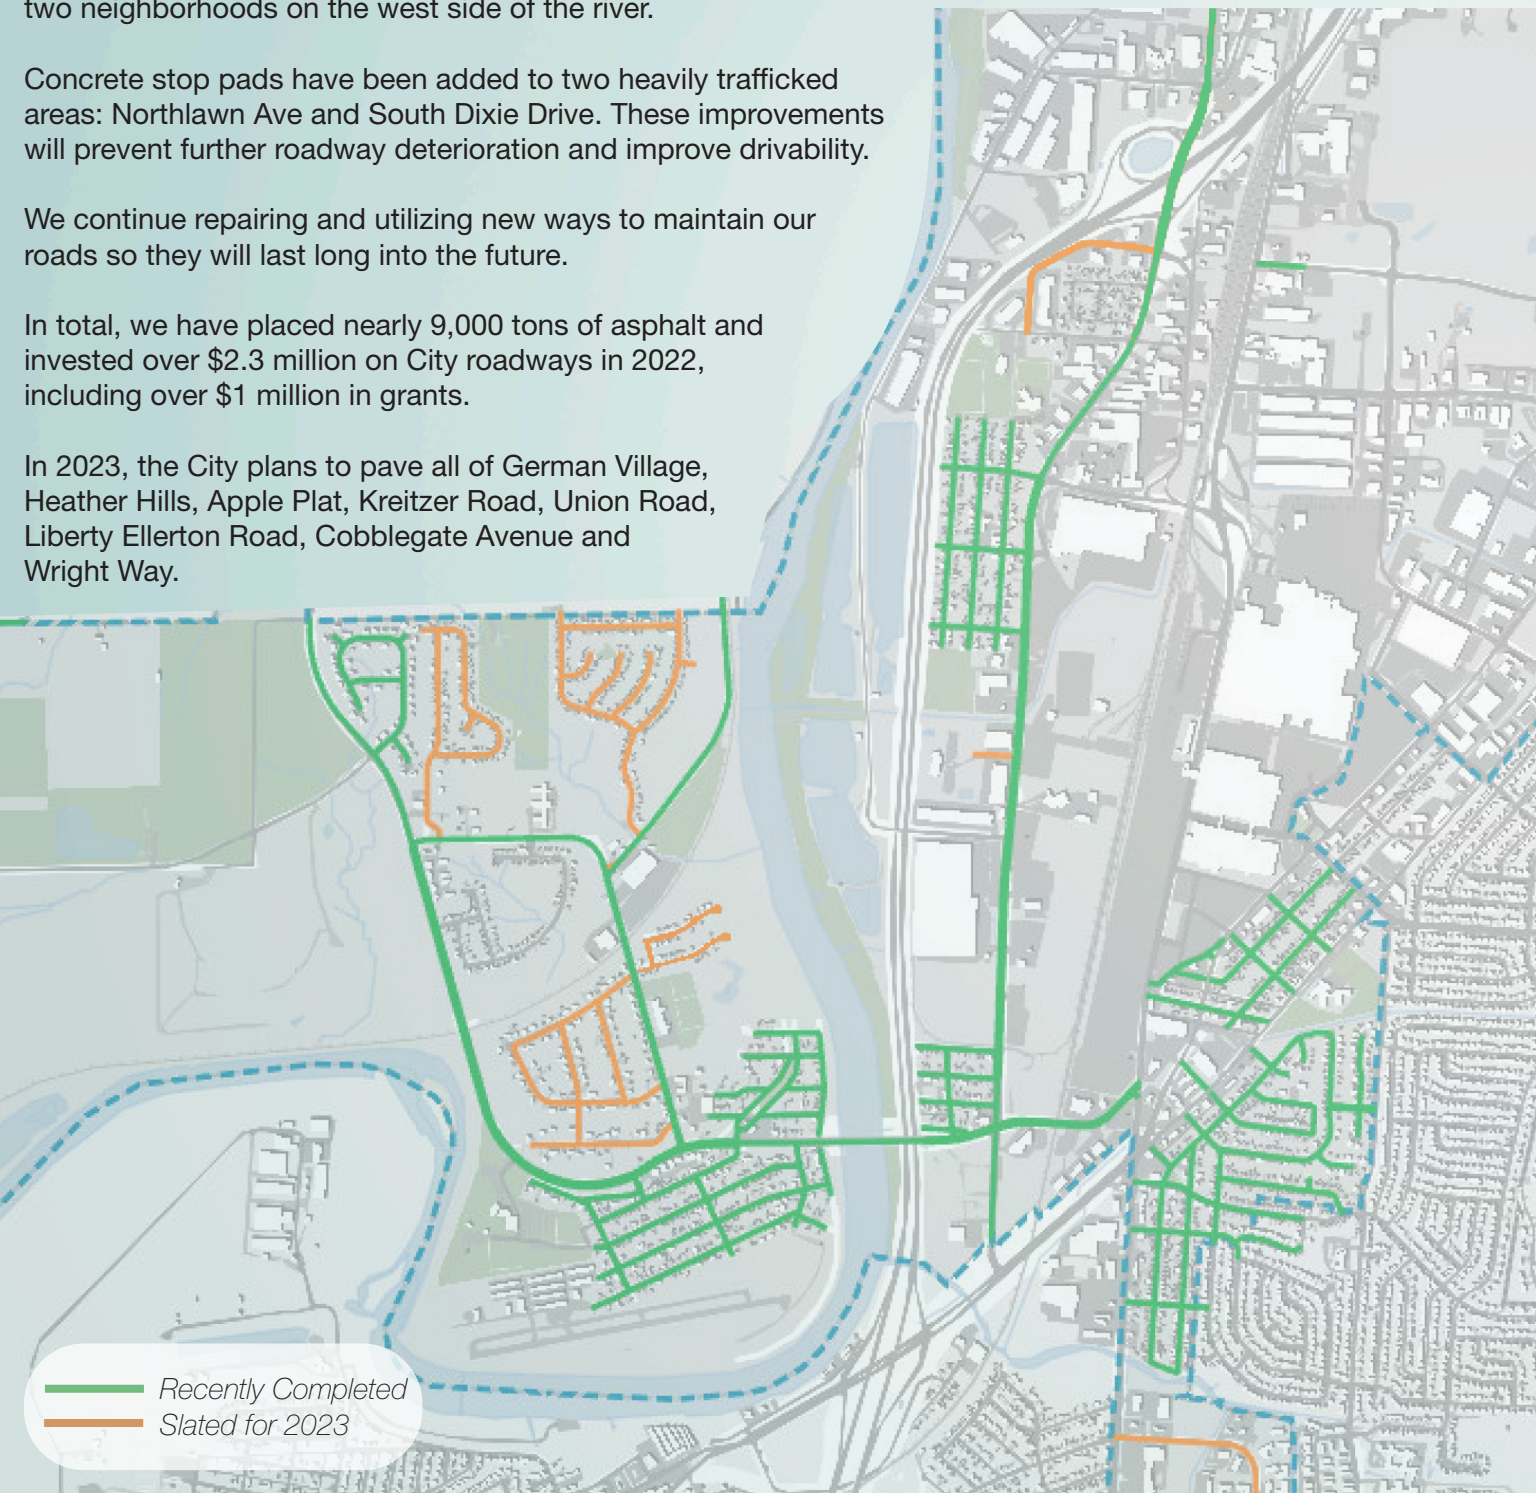 two neighborhoods on the west side of the river.
Concrete stop pads have been added to two heavily trafficked
areas: Northlawn Ave and South Dixie Drive. These improvements
will prevent further roadway deterioration and improve drivability.
We continue repairing and utilizing new ways to maintain our
roads so they will last long into the future.
In total, we have placed nearly 9,000 tons of asphalt and
invested over $2.3 million on City roadways in 2022,
including over $1 million in grants.
In 2023, the City plans to pave all of German Village,
Heather Hills, Apple Plat, Kreitzer Road, Union Road,
Liberty Ellerton Road, Cobblegate Avenue and
Wright Way.
Recently Completed
Slated for 2023